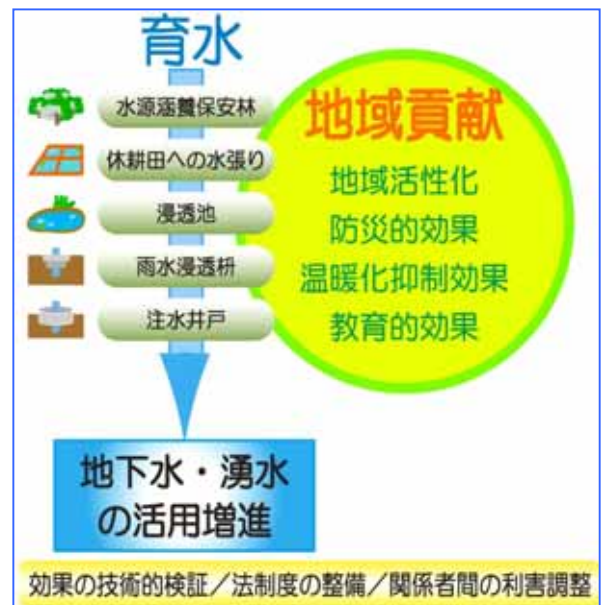 育水
水源涵養保安林
休耕田への水張り
浸透池
雨水浸透枡
注水井戸
地域貢献
地域活性化
防災的効果
温暖化抑制効果
教育的効果
地下水・湧水
の活用増進
効果の技術的検証／法制度の整備／関係者間の利害調整